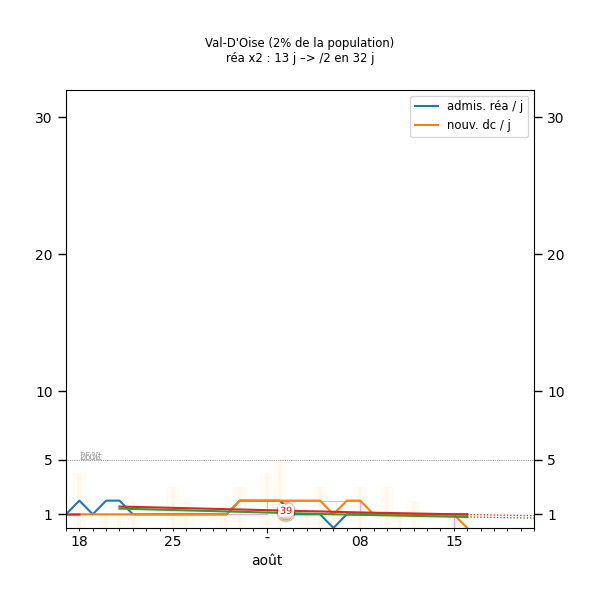 Val-D'Oise (2% de la population)
réa x2 : 13 j –> /2 en 32 j
admis. réa / j
nouv. dc / j
30 30
20 20
10 10
5 5
1 1
39
18 25 - 08 15
août